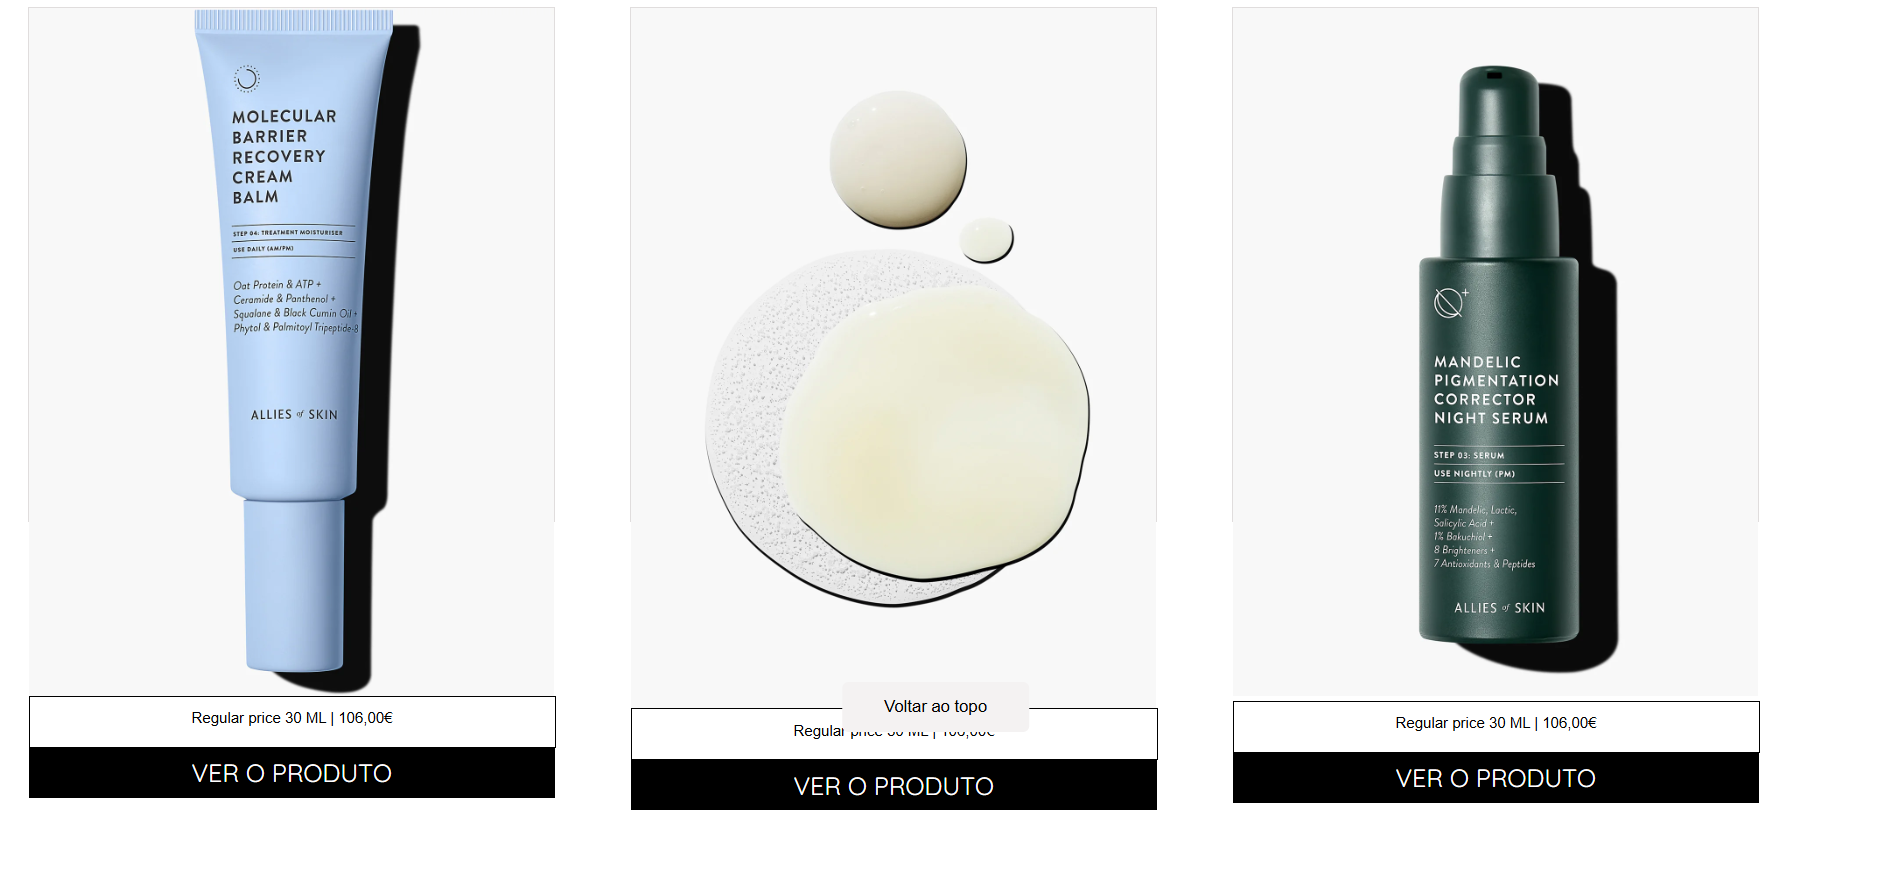 MOLECULAR
BARRIER
RECOVERY
CREAM
BALM
STEP 04: TREATMENT MOISTURISER
USE DAILY (AM/PM)
Oat Protein & ATP +
Ceramide & Panthenol +
Squalane & Black Cumin Oil +
Phytol & Palmitoyl Tripeptide-8
ALLIES of SKIN
Regular price 30 ML | 106,00€
VER O PRODUTO
Voltar ao topo
Regular price 30 ML |
VER O PRODUTO
MANDELIC
PIGMENTATION
CORRECTOR
NIGHT SERUM
STEP 03: SERUM
USE NIGHTLY (PM)
11% Mandelic, Lactic,
Salicylic Acid +
1% Bakuchiol +
8 Brighteners +
7 Antioxidants & Peptides
ALLIES of SKIN
Regular price 30 ML | 106,00€
VER O PRODUTO